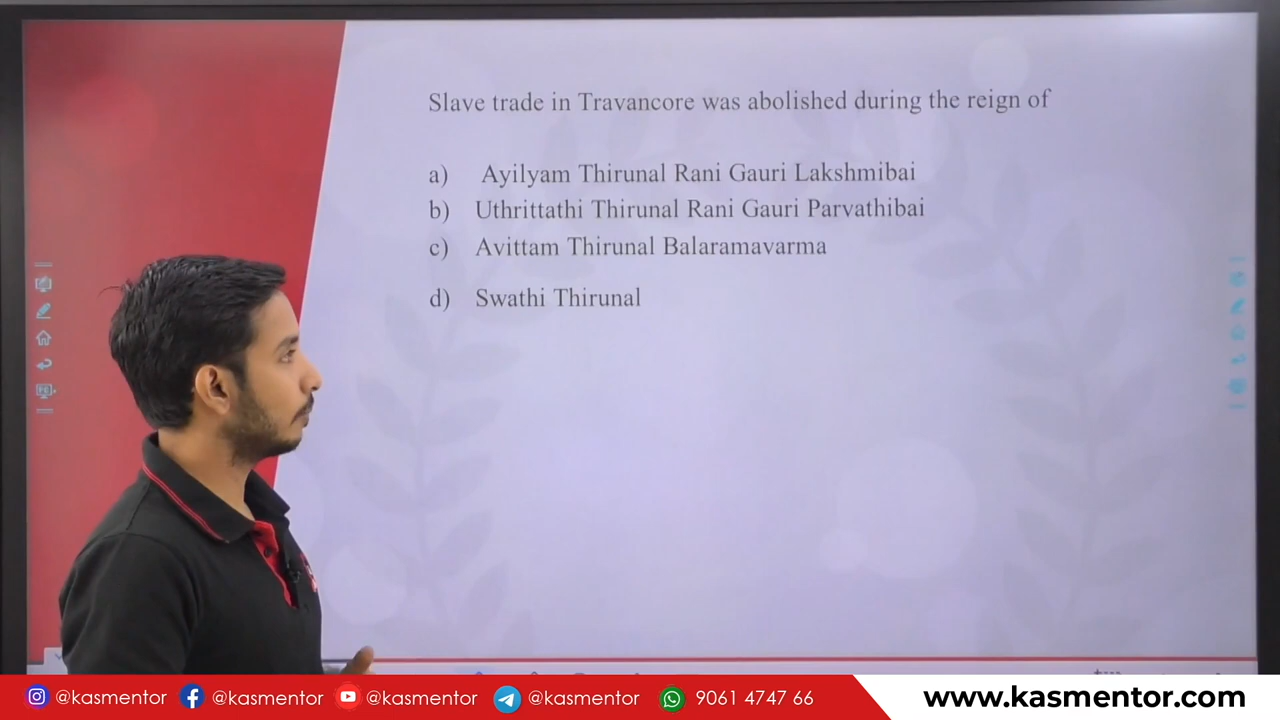 Slave trade in Travancore was abolished during the reign of
a) Ayilyam Thirunal Rani Gauri Lakshmibai
b) Uthrittathi Thirunal Rani Gauri Parvathibai
c) Avittam Thirunal Balaramavarma
d) Swathi Thirunal
@kasmentor @kasmentor @kasmentor @kasmentor 9061 4747 66 www.kasmentor.com